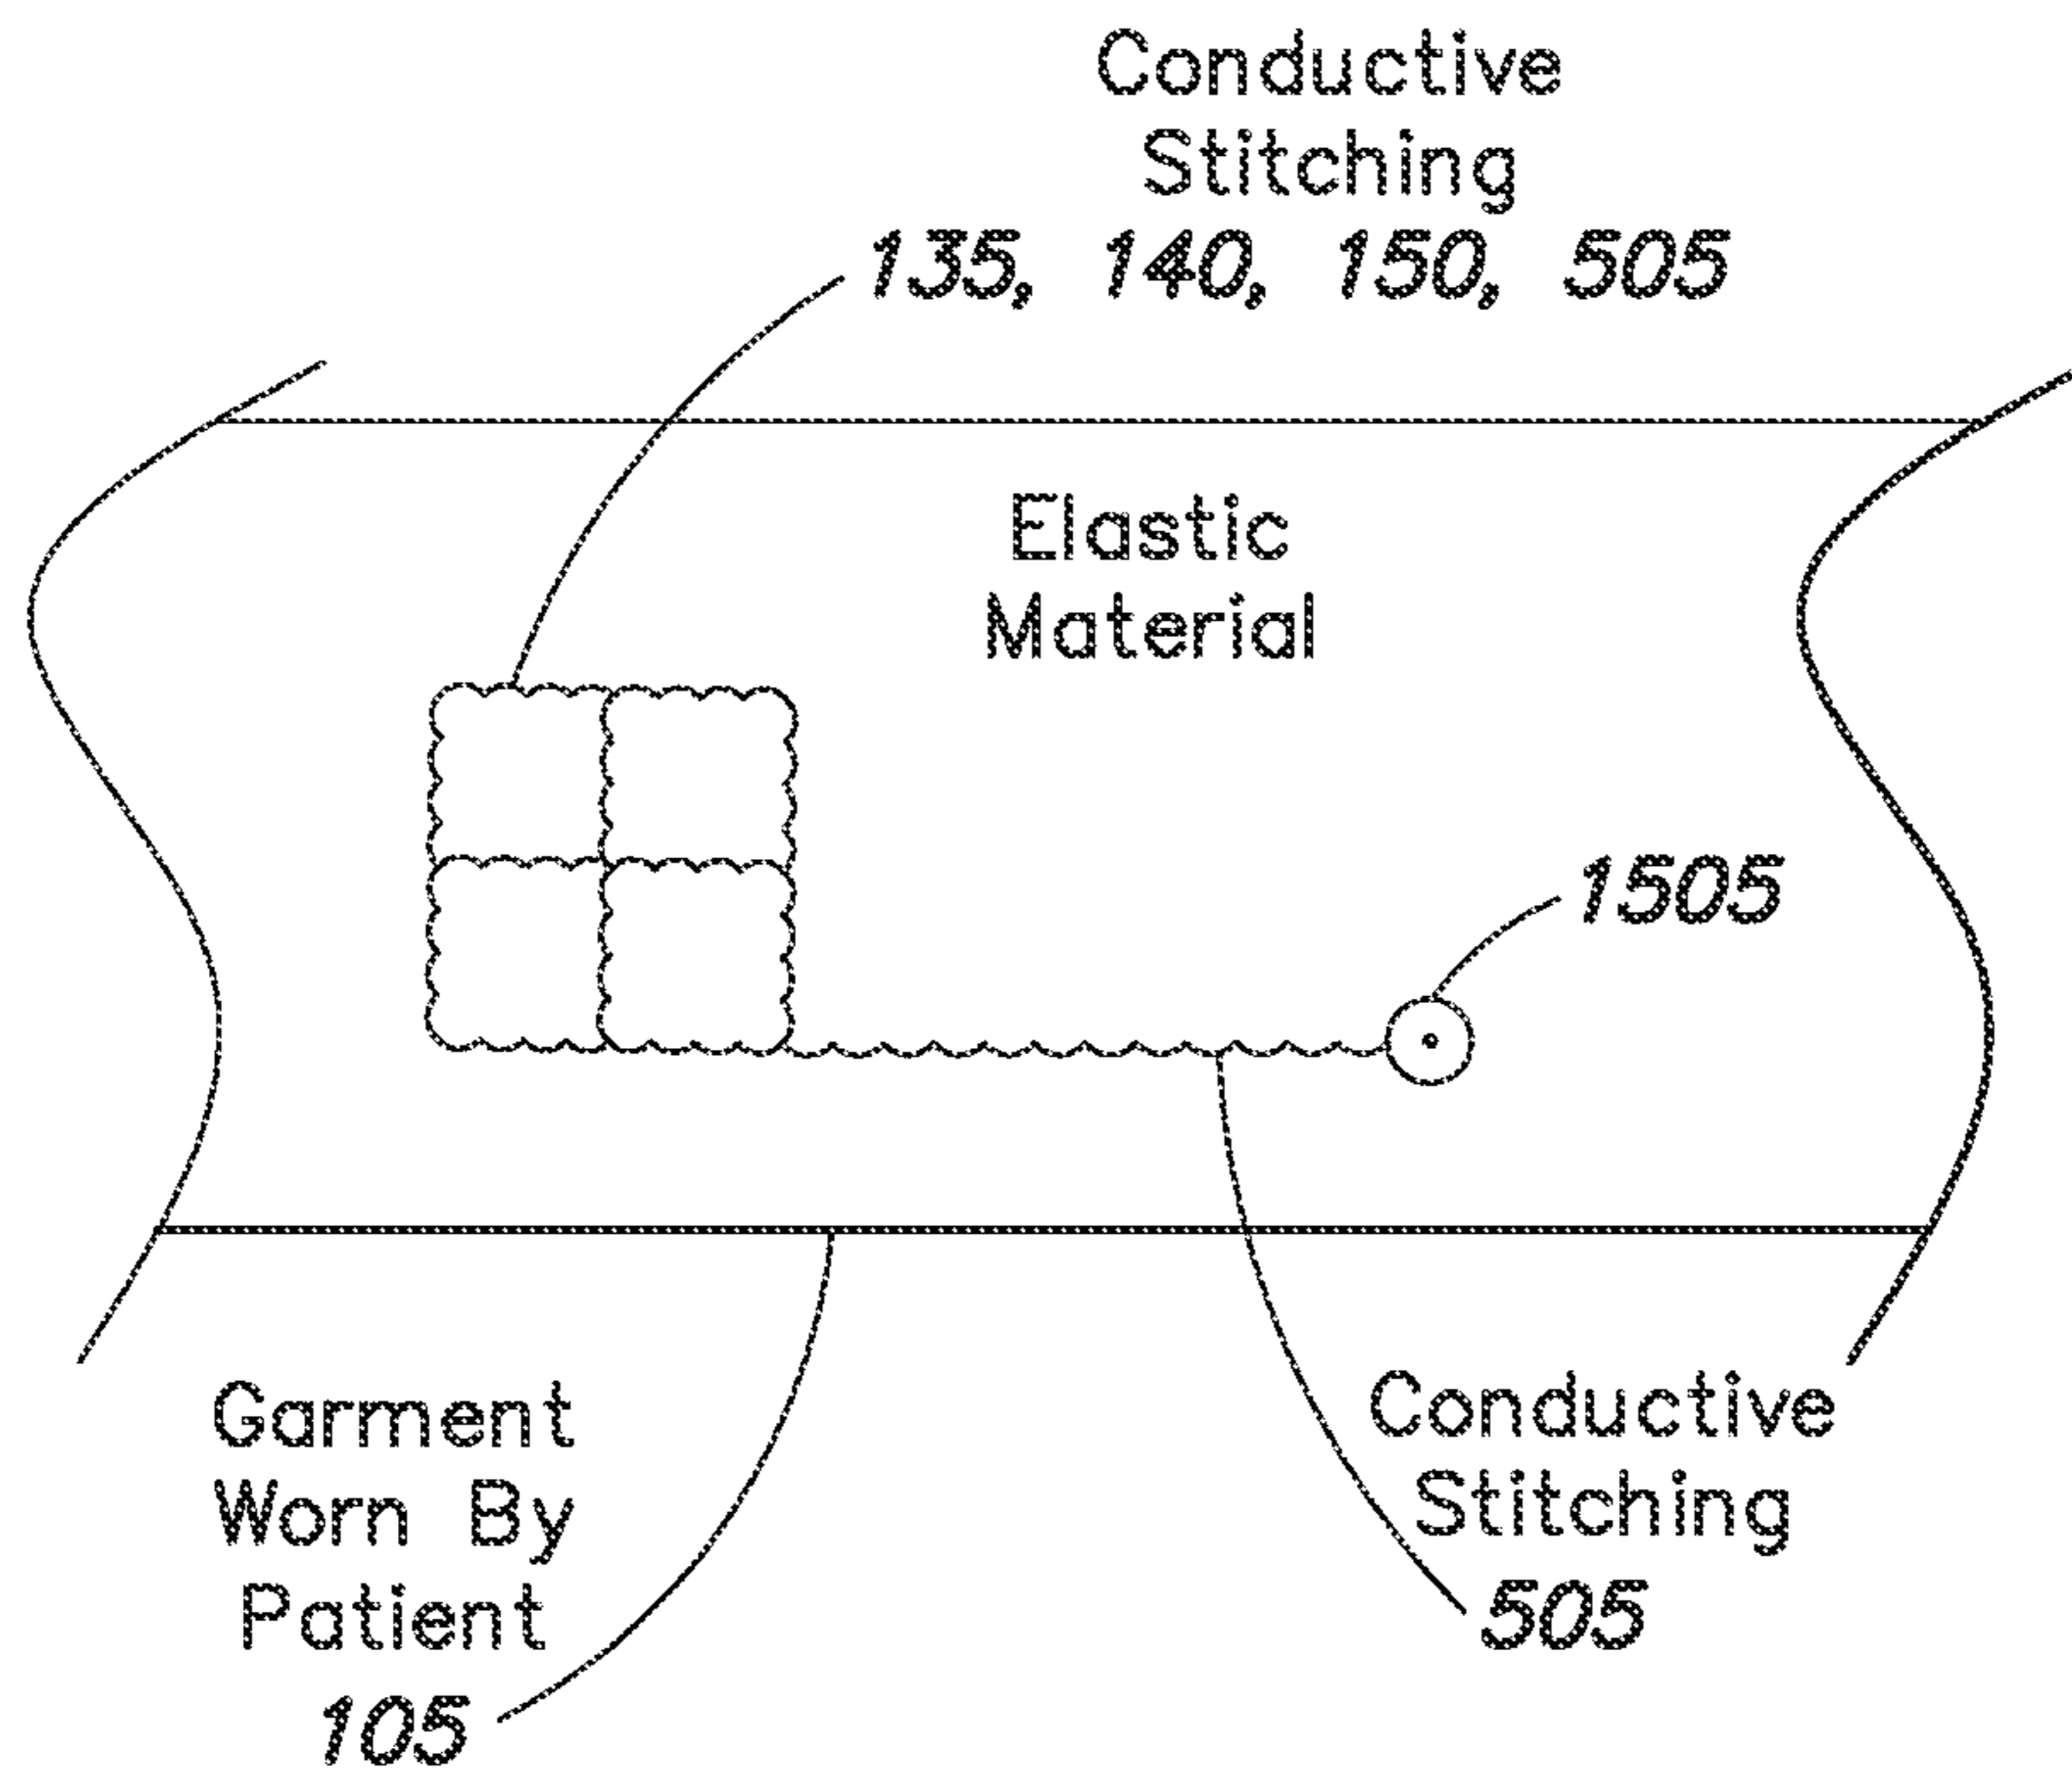 Conductive
Stitching
135, 140, 150, 505
Elastic
Material
1505
Garment
Worn By
Patient
105
Conductive
Stitching
505